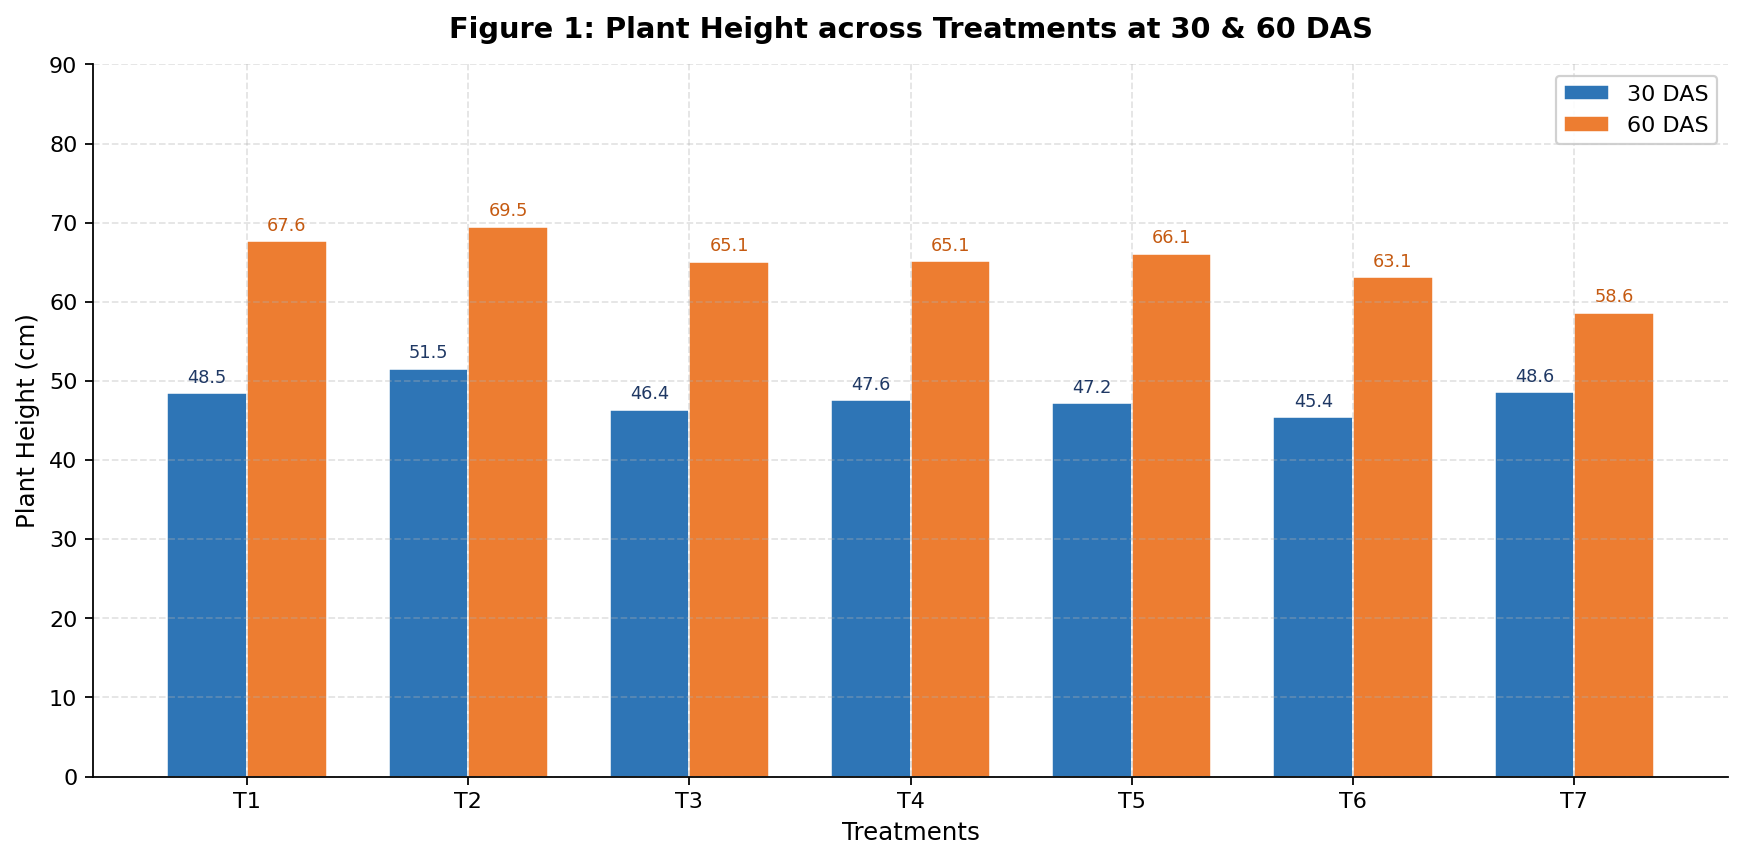 Figure 1: Plant Height across Treatments at 30 & 60 DAS
90
80
70
60
50
40
30
20
10
0
Plant Height (cm)
30 DAS
60 DAS
48.5
67.6
51.5
69.5
46.4
65.1
47.6
65.1
47.2
66.1
45.4
63.1
48.6
58.6
T1
T2
T3
T4
T5
T6
T7
Treatments